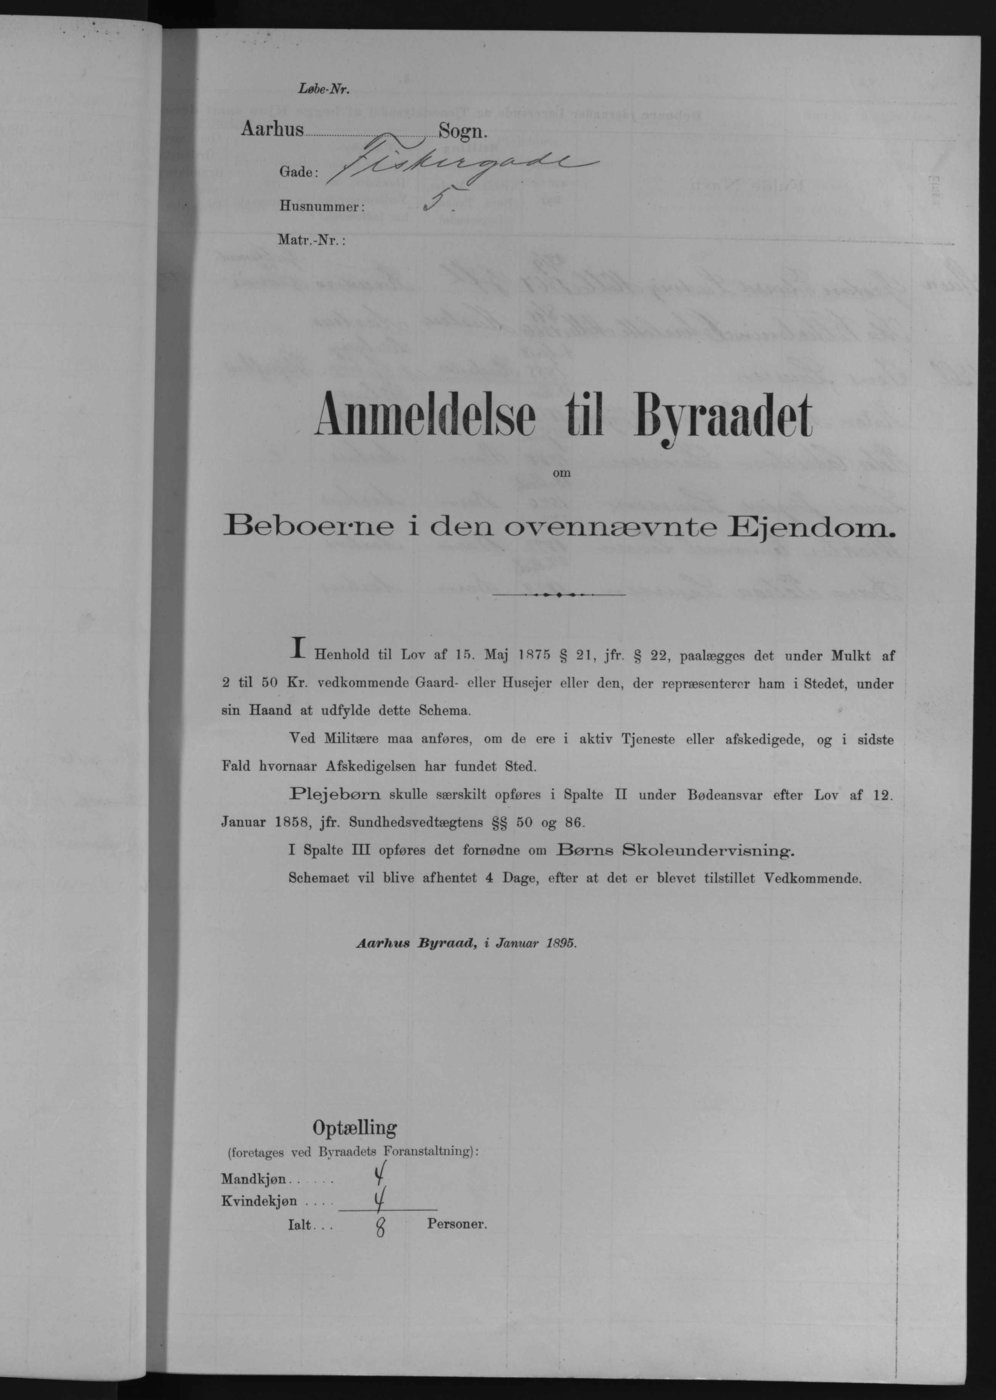 Løbe-Nr.
Aarhus Sogn.
Gade: Fiskergade
Husnummer: 5.
Matr.-Nr.:
Anmeldelse til Byraadet
om
Beboerne i den ovennævnte Ejendom.
I Henhold til Lov af 15. Maj 1875 § 21, jfr. § 22, paalægges det under Mulkt af
2 til 50 Kr. vedkommende Gaard- eller Husejer eller den, der repræsenterer ham i Stedet, under
sin Haand at udfylde dette Schema.
Ved Militære maa anføres, om de ere i aktiv Tjeneste eller afskedigede, og i sidste
Fald hvornaar Afskedigelsen har fundet Sted.
Plejebørn skulle særskilt opføres i Spalte II under Bødeansvar efter Lov af 12.
Januar 1858, jfr. Sundhedsvedtægtens §§ 50 og 86.
I Spalte III opføres det fornødne om Børns Skoleundervisning.
Schemaet vil blive afhentet 4 Dage, efter at det er blevet tilstillet Vedkommende.
Aarhus Byraad, i Januar 1895.
Optælling
(foretages ved Byraadets Foranstaltning):
Mandkjøn...... 4
Kvindekjøn .... 4
Ialt... 8 Personer.